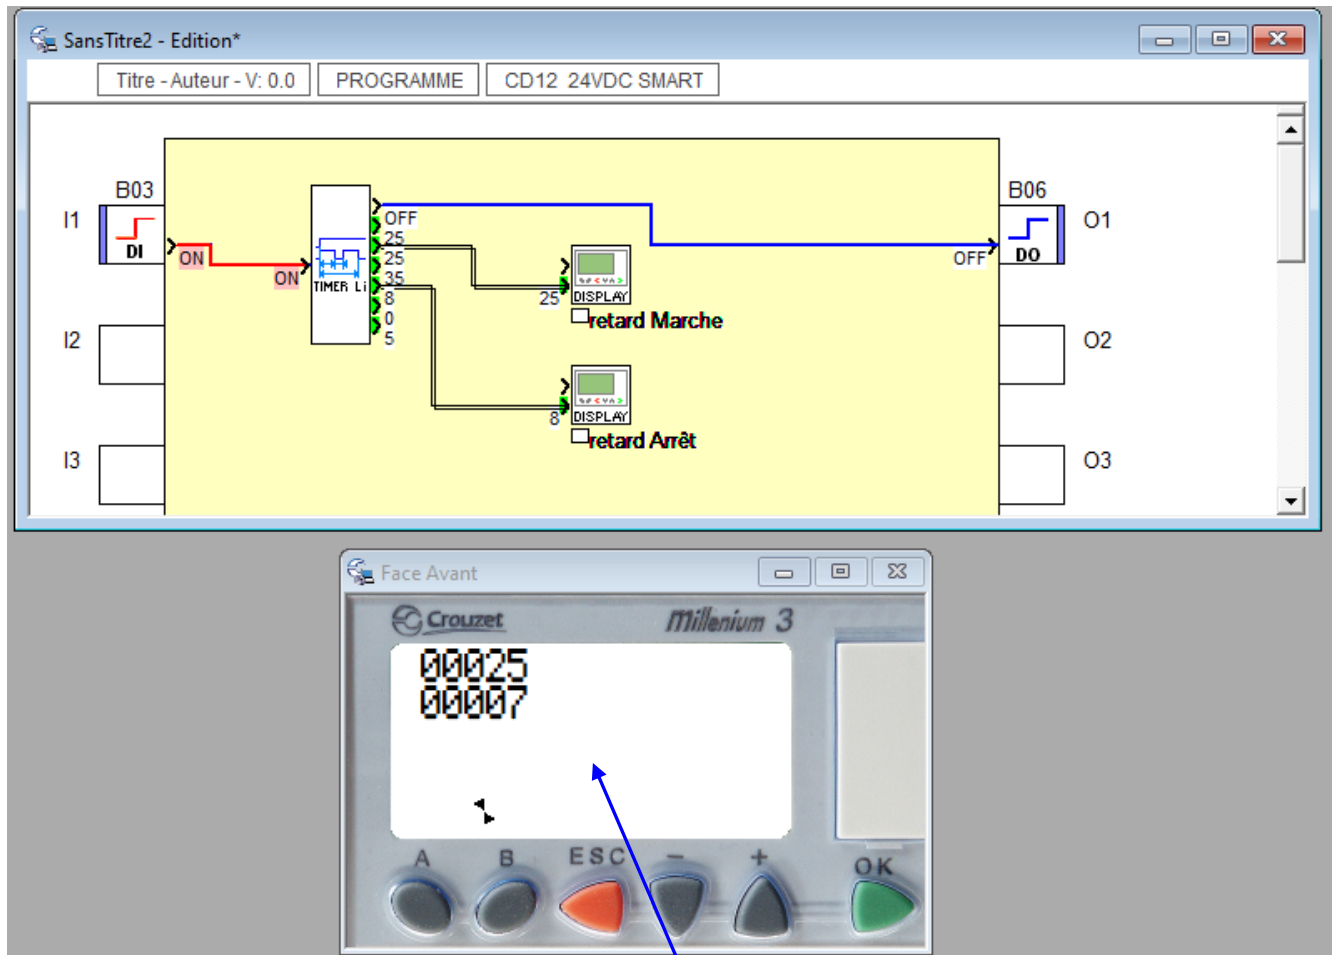 SansTitre2 - Edition*
Titre - Auteur - V: 0.0 PROGRAMME CD12 24VDC SMART
B03 B06
I1 DI ON ON TIMER Li OFF OFF DO O1
25
25
35
8
0
5
25 DISPLAY
retard Marche
I2 O2
8 DISPLAY
retard Arrêt
I3 O3
Face Avant
Crouzet Millenium 3
00025
00007
A B ESC - + OK